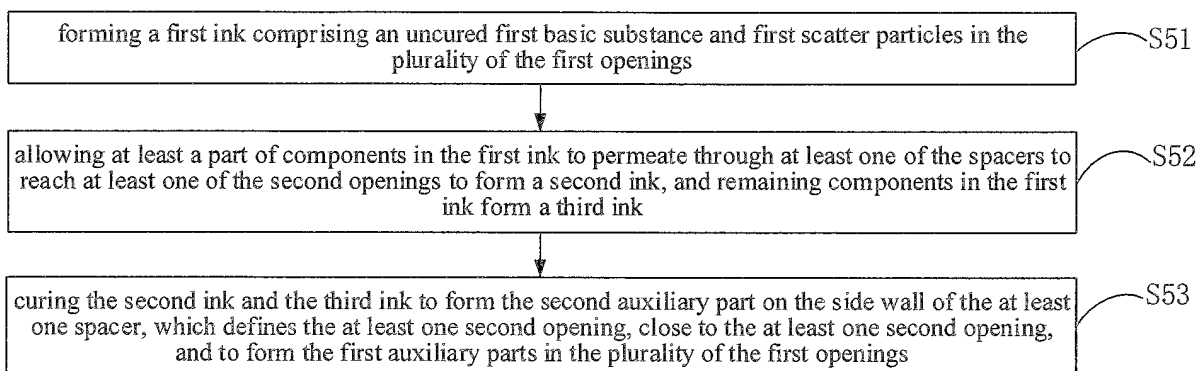 forming a first ink comprising an uncured first basic substance and first scatter particles in the
plurality of the first openings
S51
allowing at least a part of components in the first ink to permeate through at least one of the spacers to
reach at least one of the second openings to form a second ink, and remaining components in the first
ink form a third ink
S52
curing the second ink and the third ink to form the second auxiliary part on the side wall of the at least
one spacer, which defines the at least one second opening, close to the at least one second opening,
and to form the first auxiliary parts in the plurality of the first openings
S53